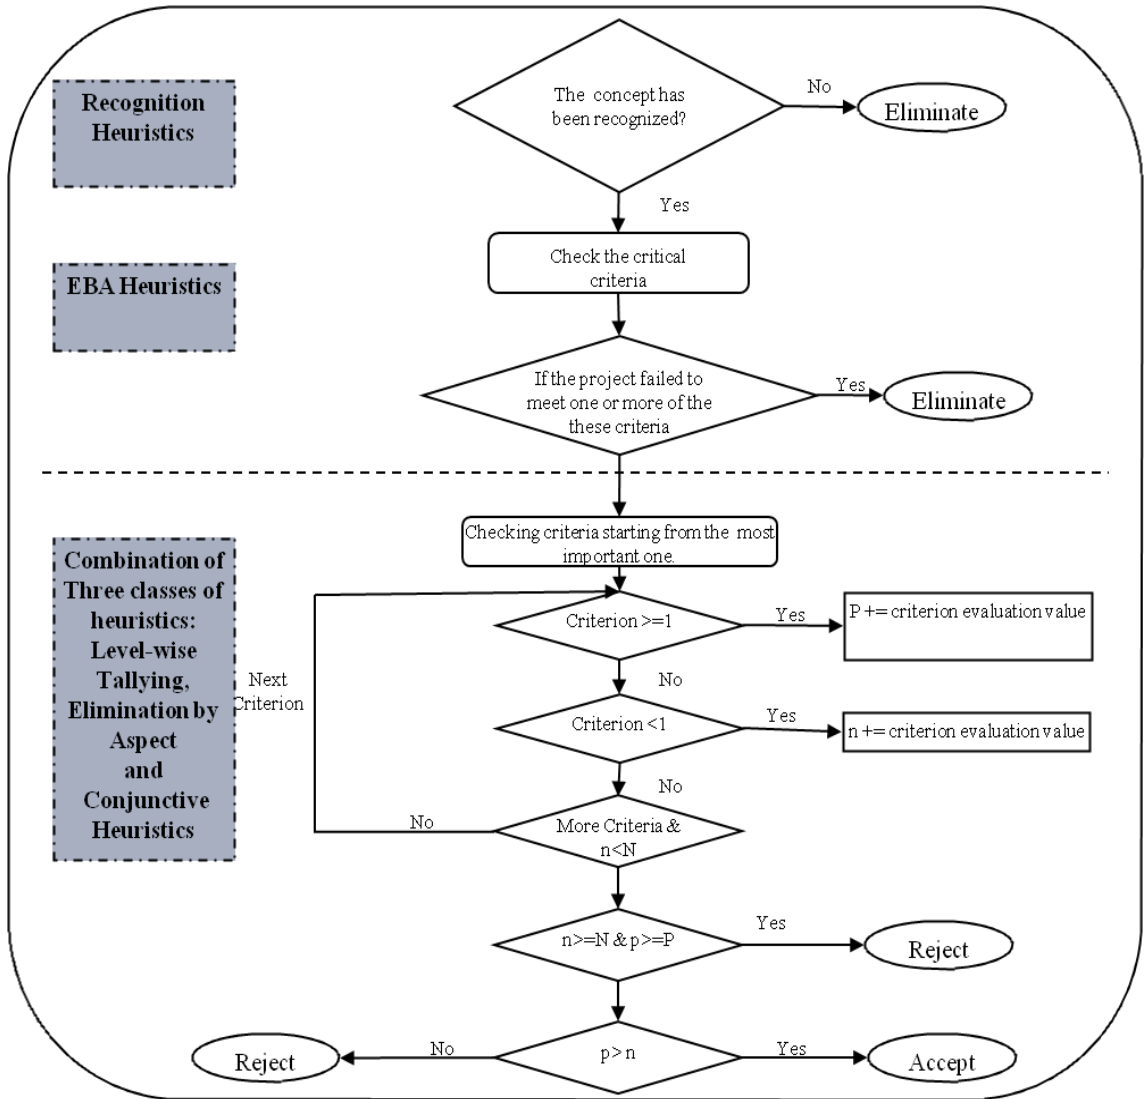 Recognition
Heuristics
The concept has
been recognized?
No
Eliminate
Yes
Check the critical
criteria
EBA Heuristics
If the project failed to
meet one or more of the
these criteria
Yes
Eliminate
Checking criteria starting from the most
important one.
Combination of
Three classes of
heuristics:
Level-wise
Tallying,
Elimination by
Aspect
and
Conjunctive
Heuristics
Next
Criterion
Criterion >=1
Yes
P += criterion evaluation value
No
Criterion <1
Yes
n += criterion evaluation value
No
More Criteria &
n<N
No
n>=N & p>=P
Yes
Reject
p>n
No
Reject
Yes
Accept